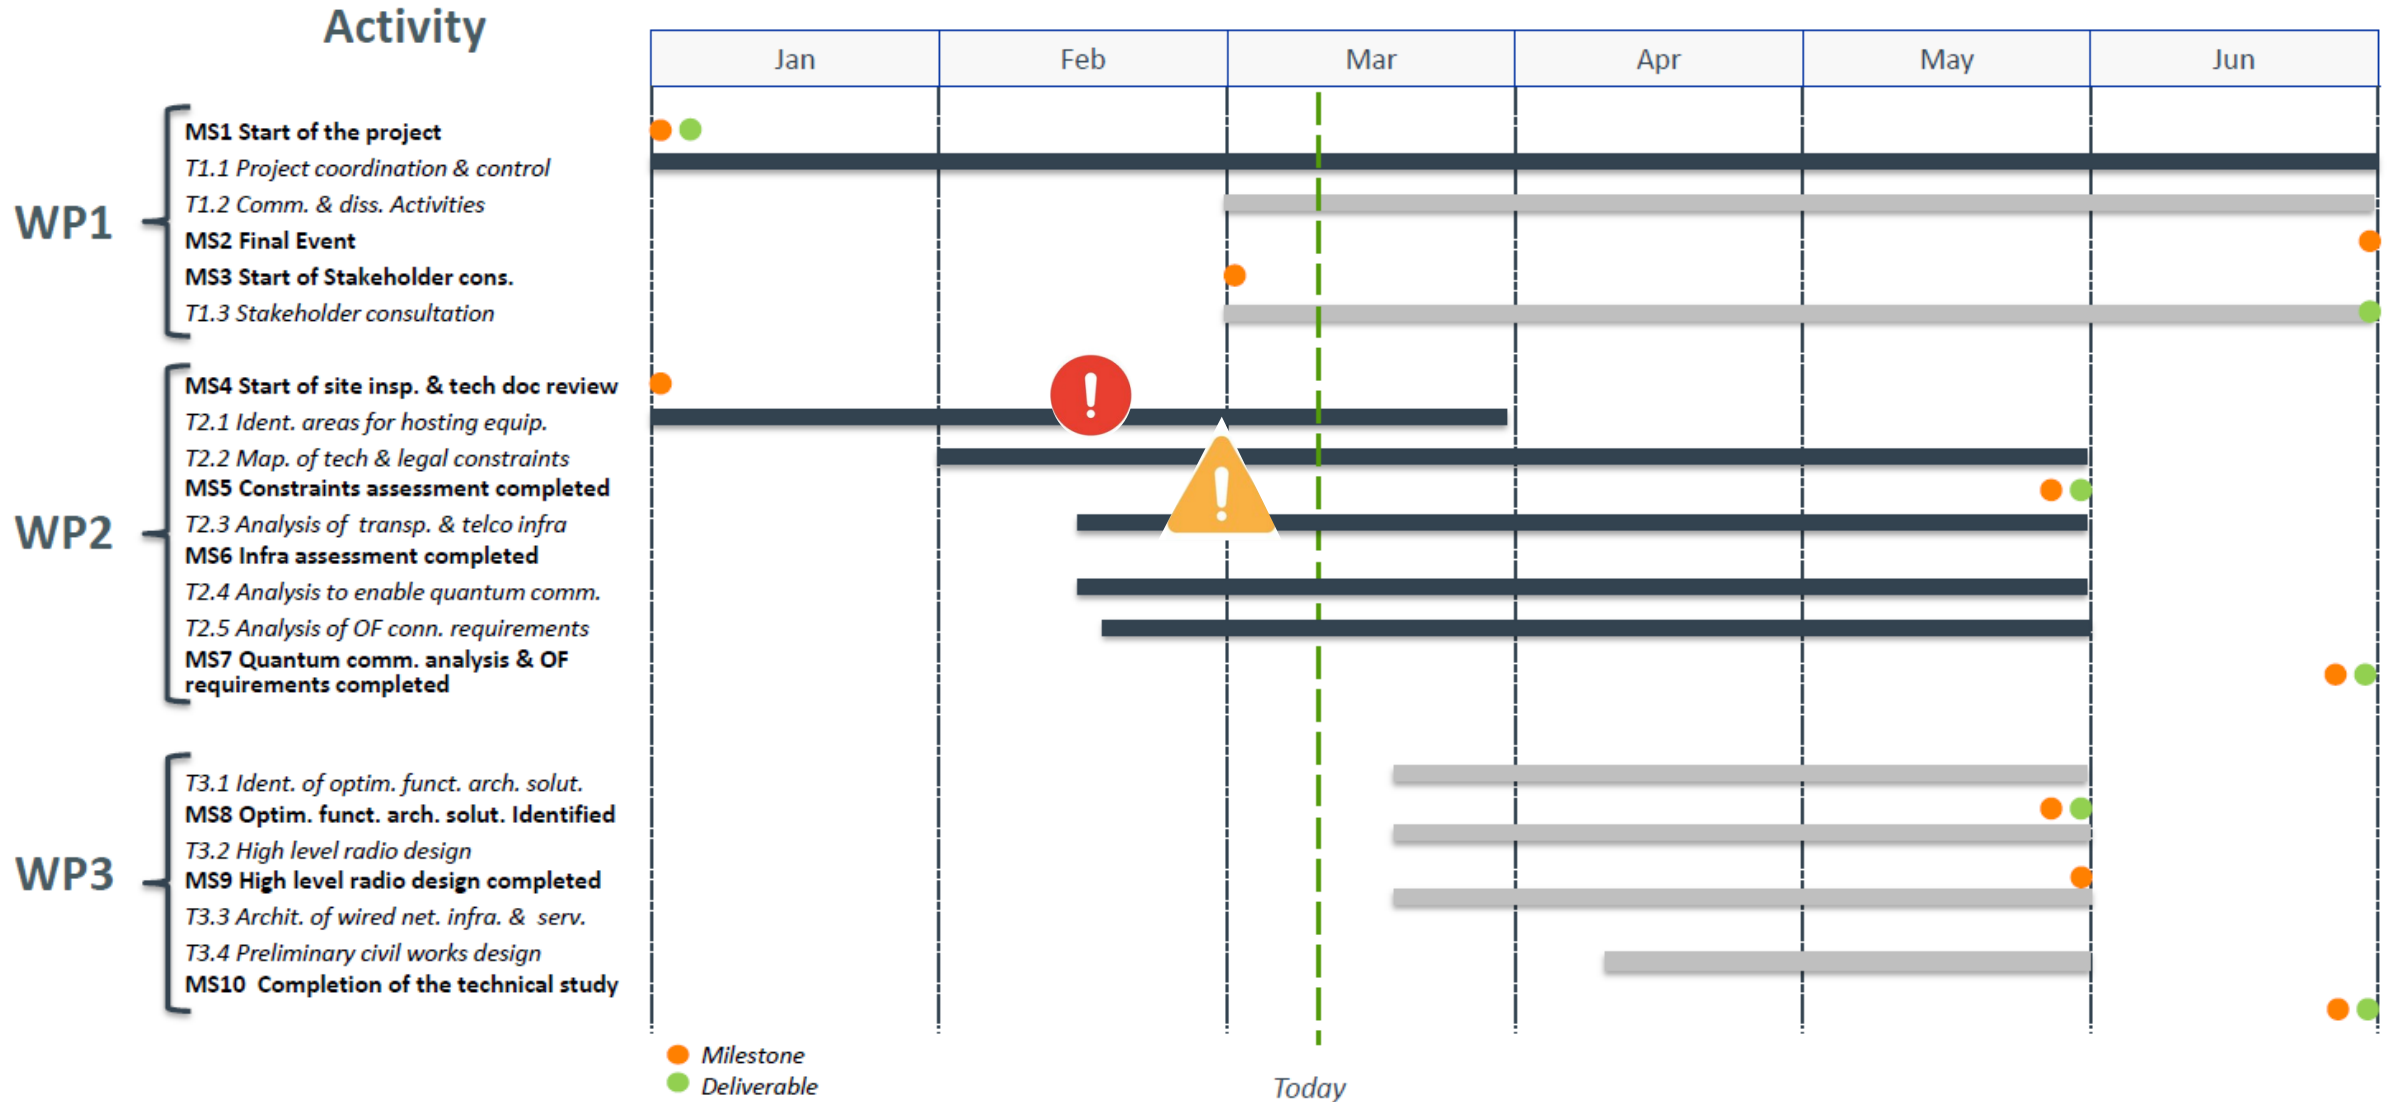 Activity
Jan Feb Mar Apr May Jun
WP1
MS1 Start of the project
T1.1 Project coordination & control
T1.2 Comm. & diss. Activities
MS2 Final Event
MS3 Start of Stakeholder cons.
T1.3 Stakeholder consultation
WP2
MS4 Start of site insp. & tech doc review
T2.1 Ident. areas for hosting equip.
T2.2 Map. of tech & legal constraints
MS5 Constraints assessment completed
T2.3 Analysis of transp. & telco infra
MS6 Infra assessment completed
T2.4 Analysis to enable quantum comm.
T2.5 Analysis of OF conn. requirements
MS7 Quantum comm. analysis & OF
requirements completed
WP3
T3.1 Ident. of optim. funct. arch. solut.
MS8 Optim. funct. arch. solut. Identified
T3.2 High level radio design
MS9 High level radio design completed
T3.3 Archit. of wired net. infra. & serv.
T3.4 Preliminary civil works design
MS10 Completion of the technical study
!
!
Milestone
Deliverable
Today